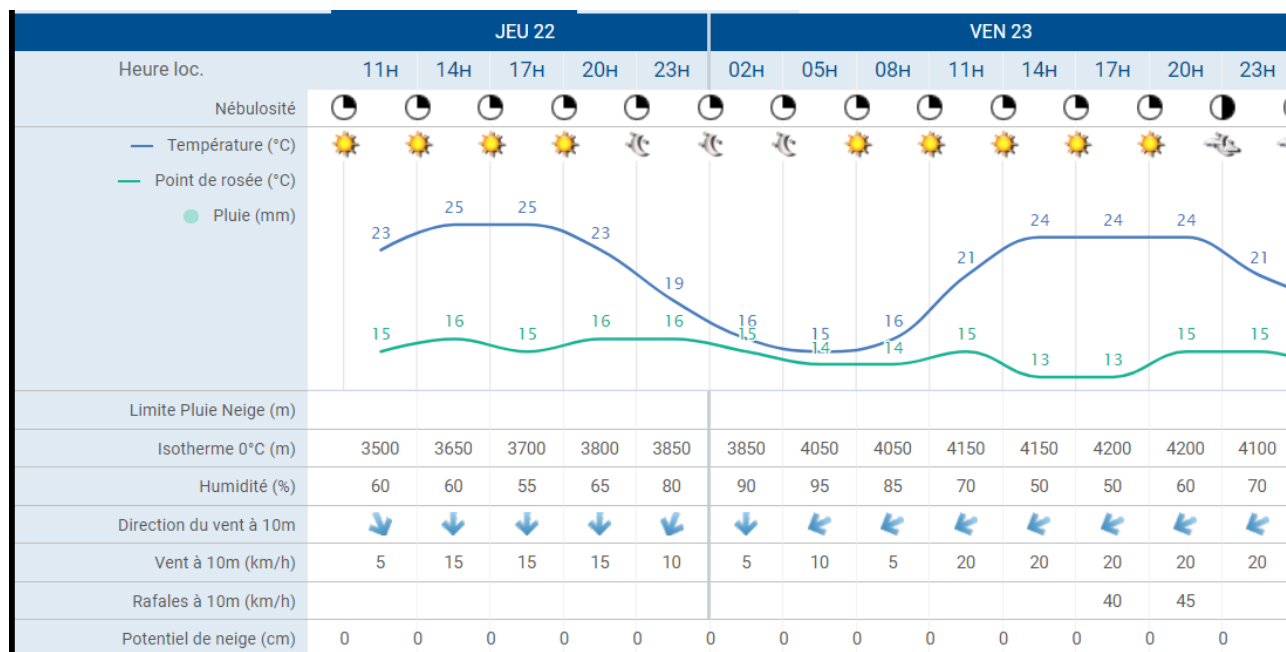 JEU 22 VEN 23
Heure loc. 11H 14H 17H 20H 23H 02H 05H 08H 11H 14H 17H 20H 23H
Nébulosité
Température (°C)
Point de rosée (°C)
Pluie (mm)
23 25 25 23 19 16 15 16 21 24 24 24 21
15 16 15 16 16 15 14 14 15 13 13 15 15
Limite Pluie Neige (m)
Isotherme 0°C (m) 3500 3650 3700 3800 3850 3850 4050 4050 4150 4150 4200 4200 4100
Humidité (%) 60 60 55 65 80 90 95 85 70 50 50 60 70
Direction du vent à 10m
Vent à 10m (km/h) 5 15 15 15 10 5 10 5 20 20 20 20 20
Rafales à 10m (km/h) 40 45
Potentiel de neige (cm) 0 0 0 0 0 0 0 0 0 0 0 0 0